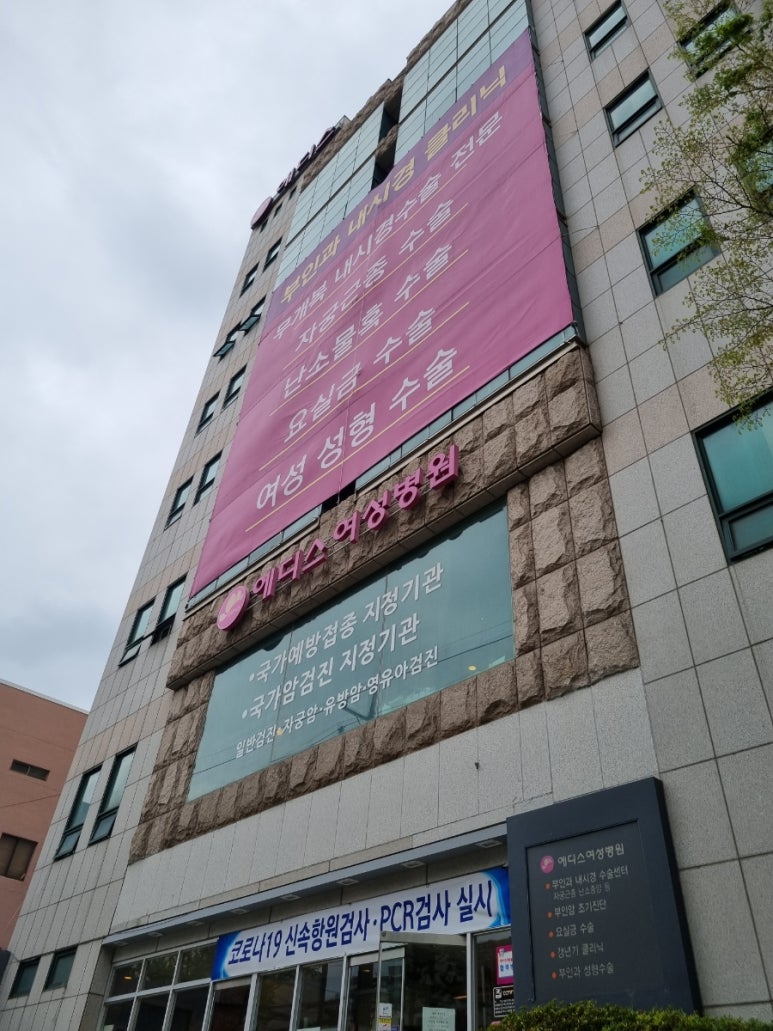 에디스
부인과 내시경 클리닉
무개복 내시경수술 전문
자궁근종 수술
난소물혹 수술
요실금 수술
여성 성형 수술
에디스 여성병원
•국가예방접종 지정기관
•국가암검진 지정기관
일반검진·자궁암·유방암·영유아검진
코로나19 신속항원검사·PCR검사 실시
에디스여성병원
부인과 내시경 수술센터
자궁근종 난소종양 등
부인암 조기진단
요실금 수술
갱년기 클리닉
부인과 성형수술